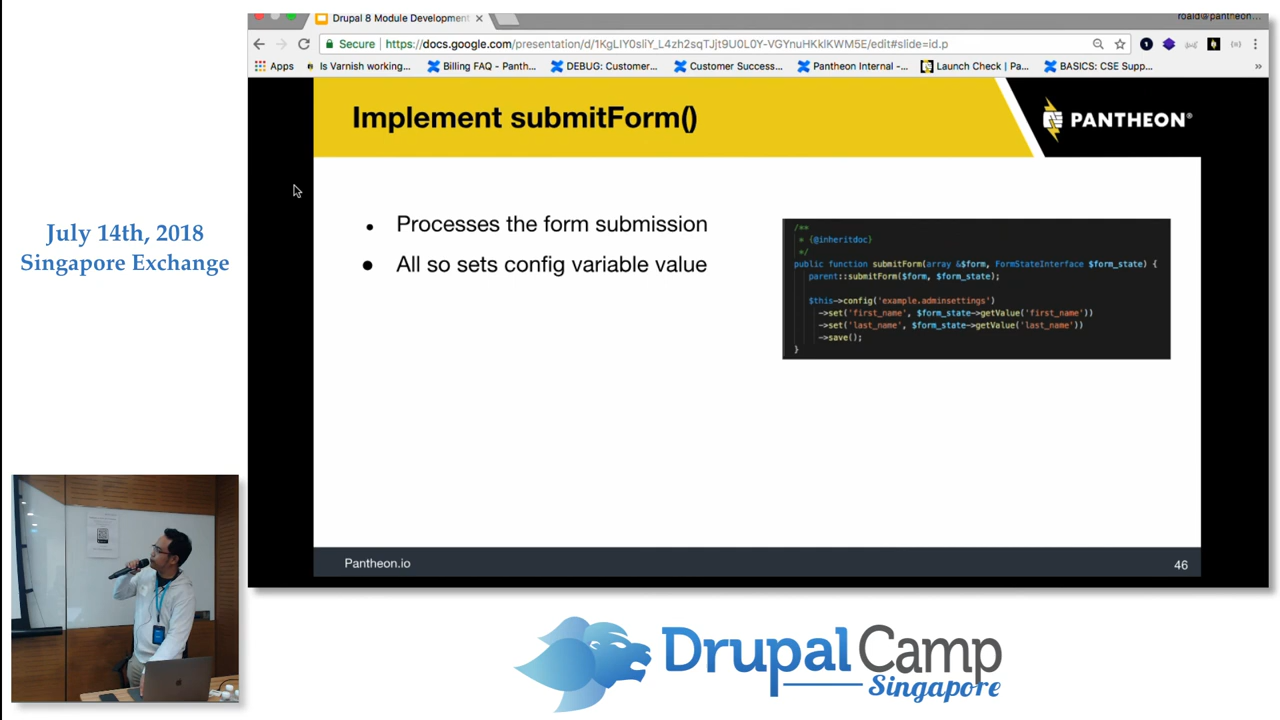 Drupal 8 Module Development
roald@pantheon...
Secure
https://docs.google.com/presentation/d/1KgLIY0sliY_L4zh2sqTJjt9U0L0Y-VGYnuHKklKWM5E/edit#slide=id.p
Apps
Is Varnish working...
Billing FAQ - Panth...
DEBUG: Customer...
Customer Success...
Pantheon Internal -...
Launch Check | Pa...
BASICS: CSE Supp...
»
Implement submitForm()
PANTHEON®
July 14th, 2018
Singapore Exchange
• Processes the form submission
● All so sets config variable value
/**
* {@inheritdoc}
*/
public function submitForm(array &$form, FormStateInterface $form_state) {
parent::submitForm($form, $form_state);
$this->config('example.adminsettings')
->set('first_name', $form_state->getValue('first_name'))
->set('last_name', $form_state->getValue('last_name'))
->save();
}
Pantheon.io
46
DrupalCamp
Singapore